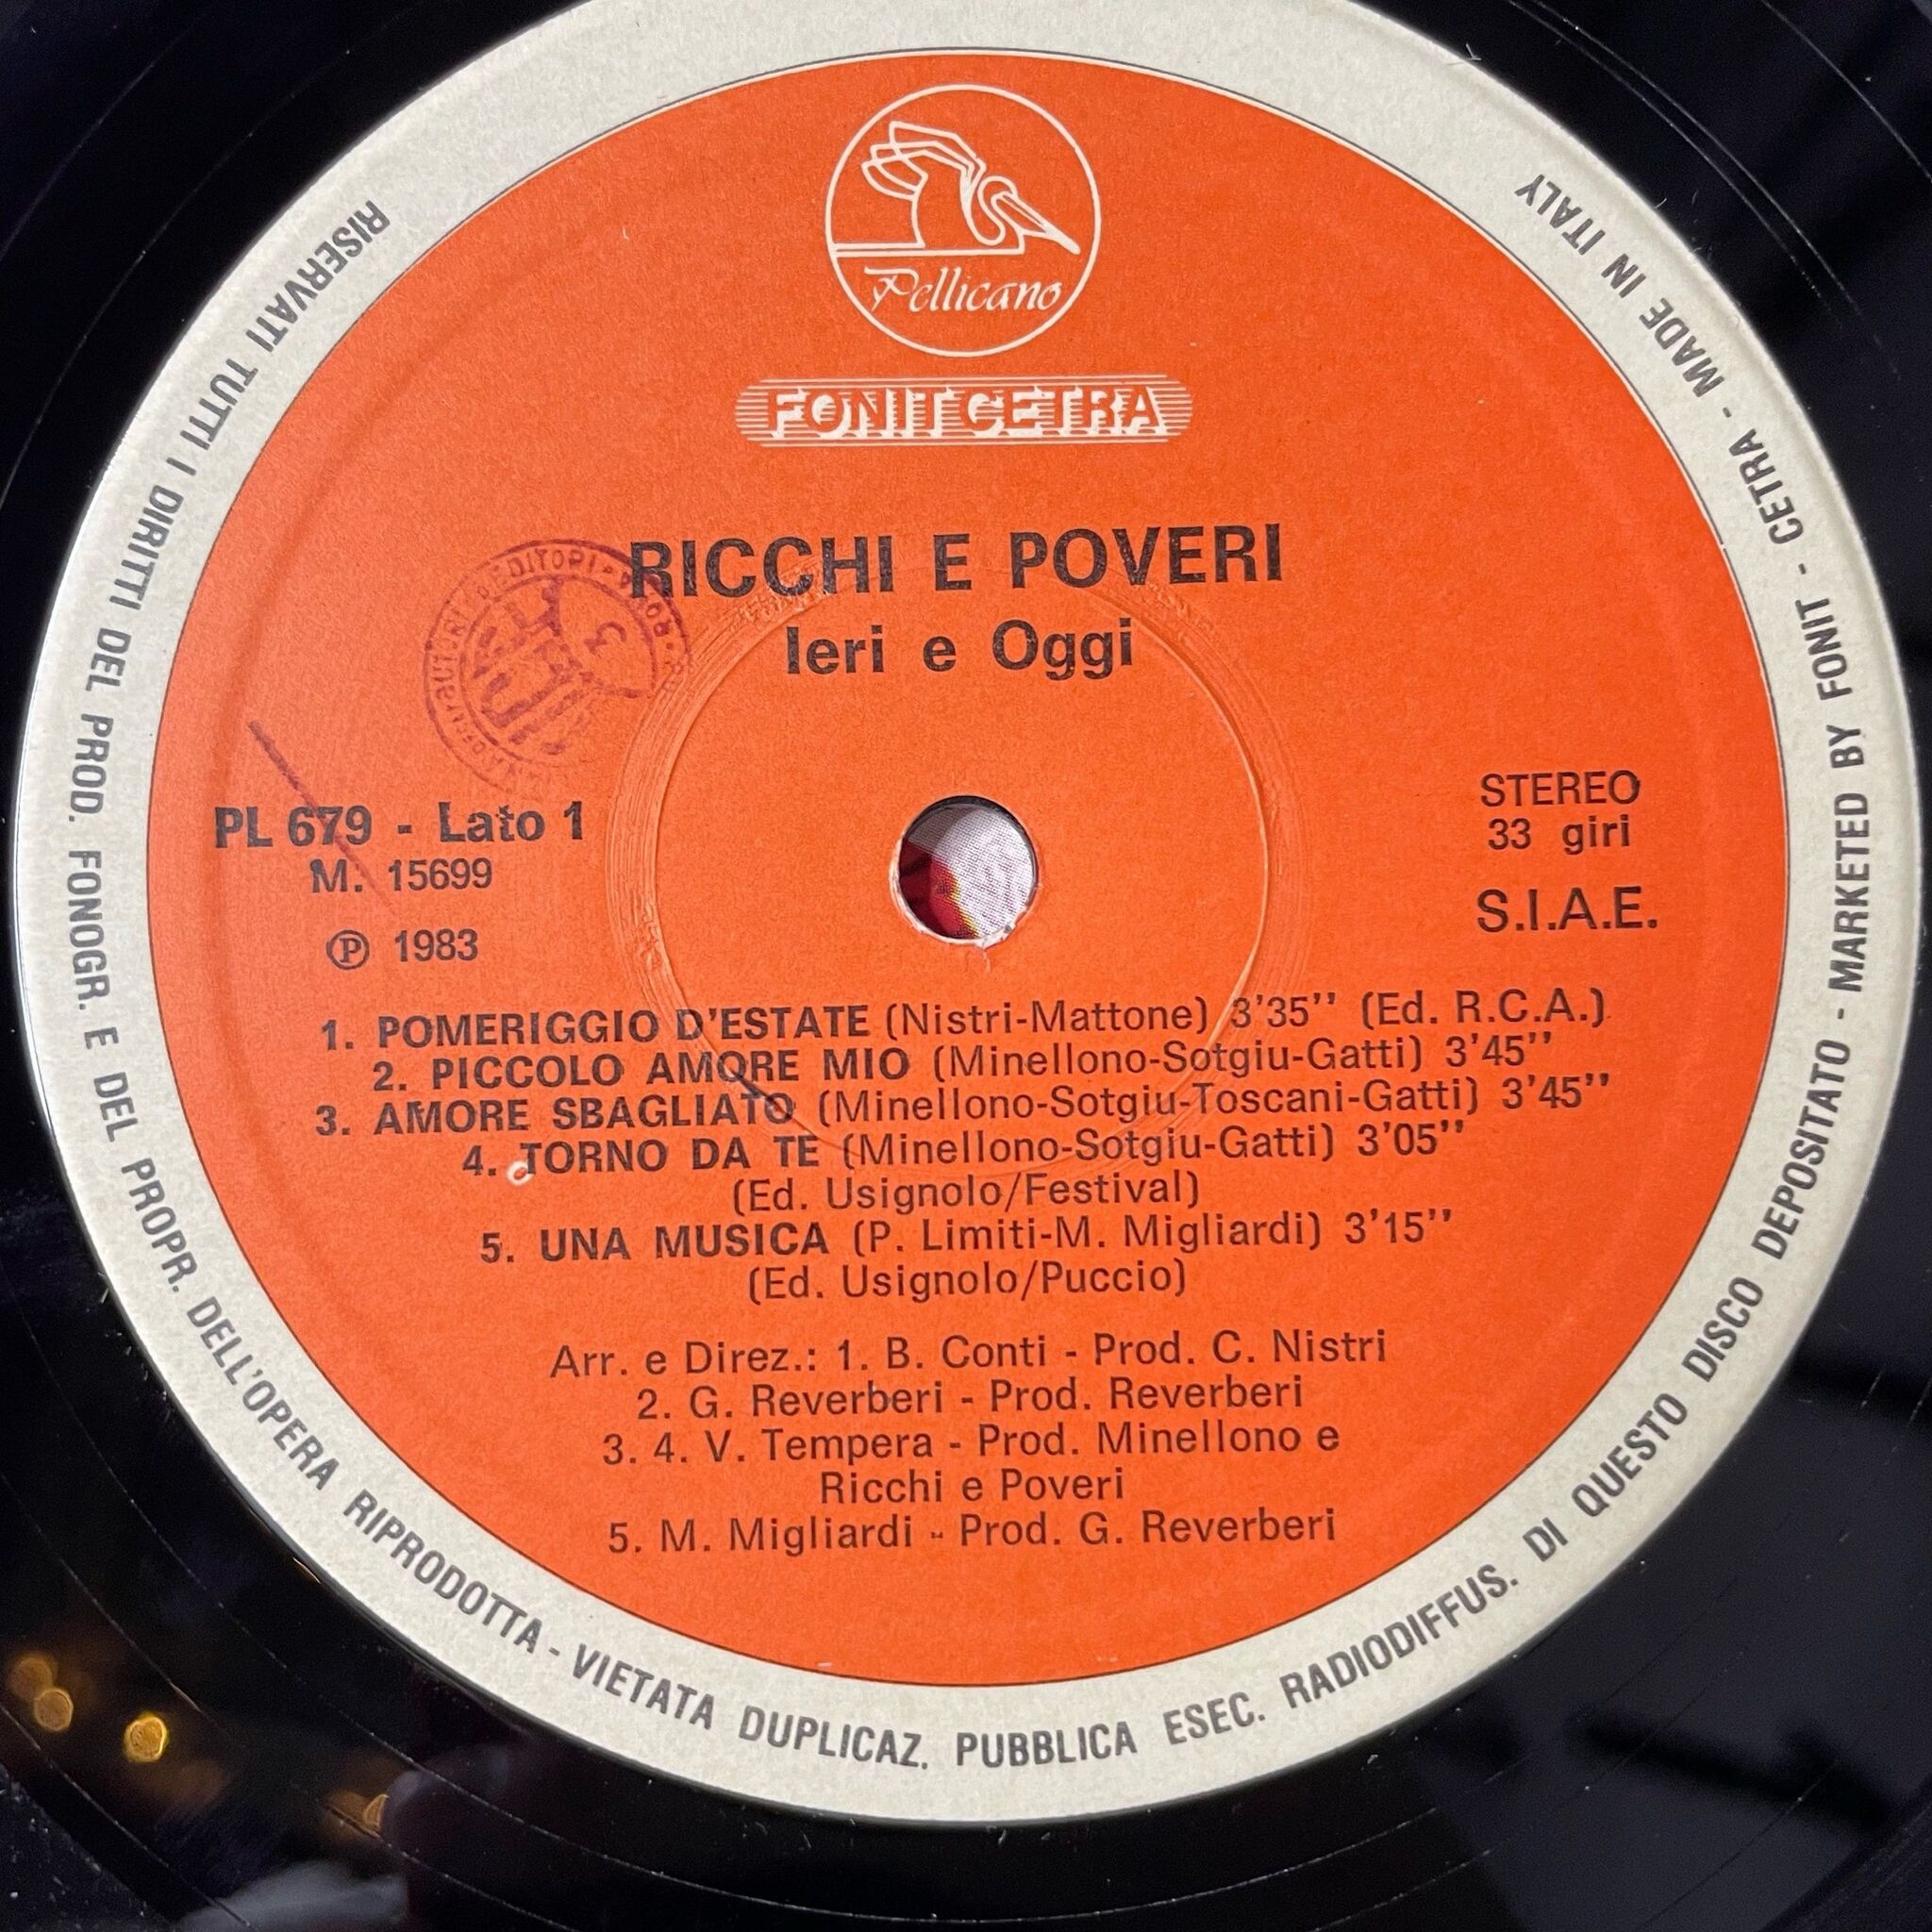 Pellicano
FONIT CETRA
RICCHI E POVERI
Ieri e Oggi
PL 679 - Lato 1
M. 15699
℗ 1983
STEREO
33 giri
S.I.A.E.
1. POMERIGGIO D'ESTATE (Nistri-Mattone) 3'35'' (Ed. R.C.A.)
2. PICCOLO AMORE MIO (Minellono-Sotgiu-Gatti) 3'45''
3. AMORE SBAGLIATO (Minellono-Sotgiu-Toscani-Gatti) 3'45''
4. TORNO DA TE (Minellono-Sotgiu-Gatti) 3'05''
(Ed. Usignolo/Festival)
5. UNA MUSICA (P. Limiti-M. Migliardi) 3'15''
(Ed. Usignolo/Puccio)
Arr. e Direz.: 1. B. Conti - Prod. C. Nistri
2. G. Reverberi - Prod. Reverberi
3. 4. V. Tempera - Prod. Minellono e
Ricchi e Poveri
5. M. Migliardi - Prod. G. Reverberi
RISERVATI TUTTI I DIRITTI DEL PROD. FONOGR. E DEL PROPR. DELL'OPERA RIPRODOTTA - VIETATA DUPLICAZ. PUBBLICA ESEC. RADIODIFFUS. DI QUESTO DISCO DEPOSITATO - MARKETED BY FONIT - CETRA - MADE IN ITALY